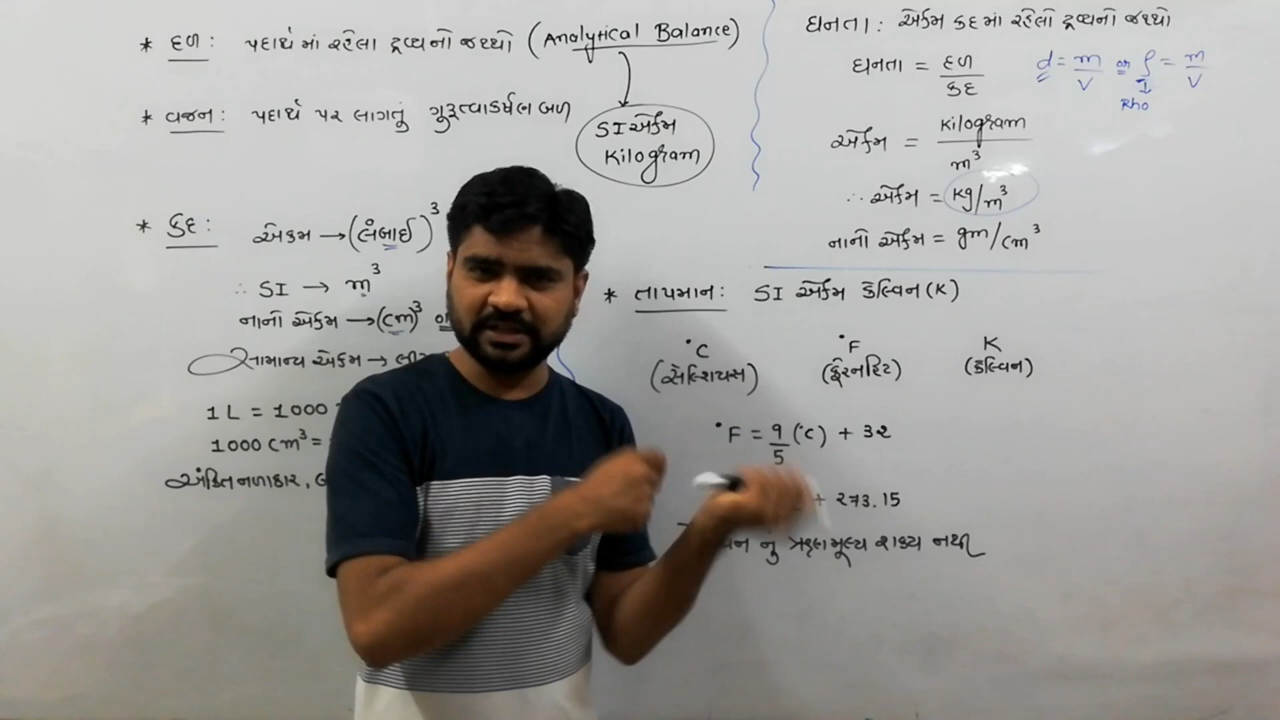 * દળ : પદાર્થમાં રહેલા દ્રવ્યનો જથ્થો (Analytical Balance)
SI એકમ
Kilogram
* વજન : પદાર્થ પર લાગતું ગુરુત્વાકર્ષણ બળ
* કદ : એકમ → (લંબાઈ)³
∴ SI → m³
નાનો એકમ → (cm)³ or
સામાન્ય એકમ →
1 L = 1000
1000 cm³ =
અંકિત નળાકાર,
ઘનતા : એકમ કદમાં રહેલો દ્રવ્યનો જથ્થો
ઘનતા = દળ / કદ d = m / V or ρ = m / V
Rho
એકમ = Kilogram / m³
∴ એકમ = Kg/m³
નાનો એકમ = gm/cm³
* તાપમાન : SI એકમ કેલ્વિન (K)
°C °F K
(સેલ્શિયસ) (ફેરનહિટ) (કેલ્વિન)
°F = 9/5 (°C) + 32
+ 273.15
નુ ઋણમૂલ્ય શક્ય નથી